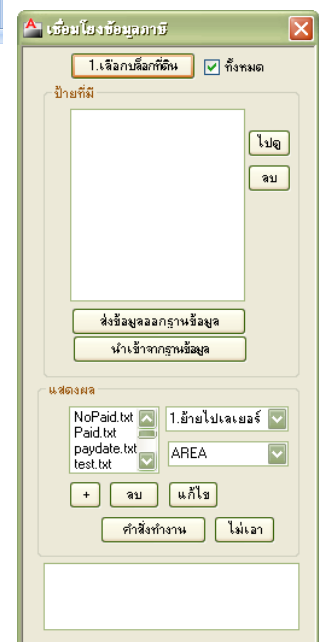 เชื่อมโยงข้อมูลภาษี
1.เลือกบล็อกที่ดิน
ทั้งหมด
ป้ายที่มี
ไปดู
ลบ
ส่งข้อมูลออกฐานข้อมูล
นำเข้าจากฐานข้อมูล
แสดงผล
NoPaid.txt
Paid.txt
paydate.txt
test.txt
1.ย้ายไปเลเยอร์
AREA
+
ลบ
แก้ไข
คำสั่งทำงาน
ไม่เอา